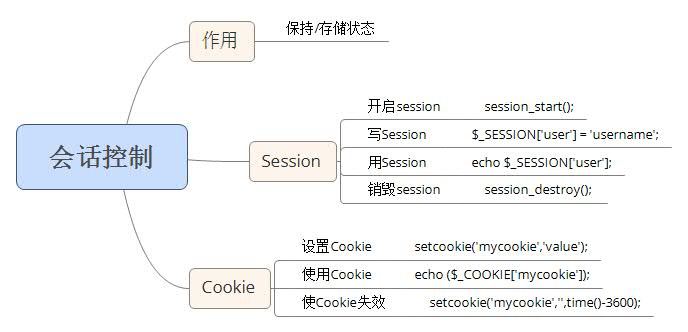 作用
保持/存储状态
会话控制
Session
开启session session_start();
写Session $_SESSION['user'] = 'username';
用Session echo $_SESSION['user'];
销毁session session_destroy();
Cookie
设置Cookie setcookie('mycookie','value');
使用Cookie echo ($_COOKIE['mycookie']);
使Cookie失效 setcookie('mycookie','',time()-3600);